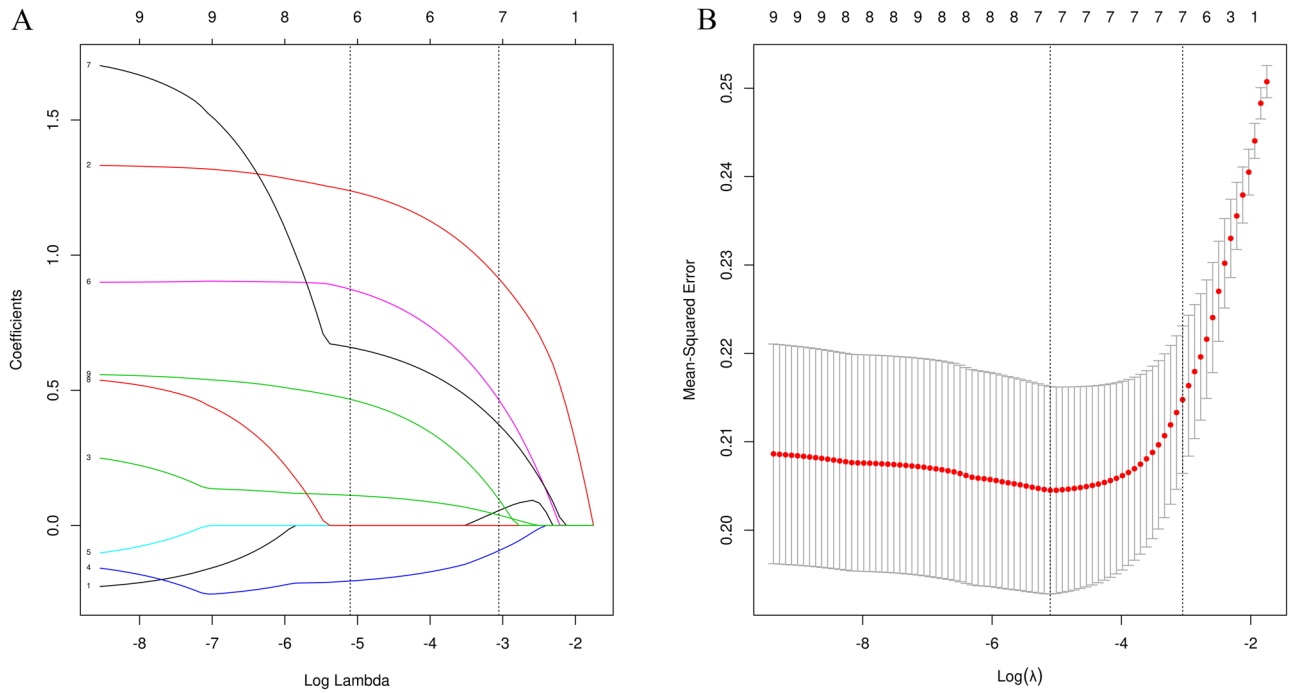 A
9 9 8 6 6 7 1
Coefficients
1.5
1.0
0.5
0.0
7
2
6
9
8
3
5
4
1
-8 -7 -6 -5 -4 -3 -2
Log Lambda
B
9 9 9 9 8 8 8 8 8 8 8 7 7 7 7 7 7 7 7 6 3 1
Mean-Squared Error
0.25
0.24
0.23
0.22
0.21
0.20
-8 -6 -4 -2
Log(λ)